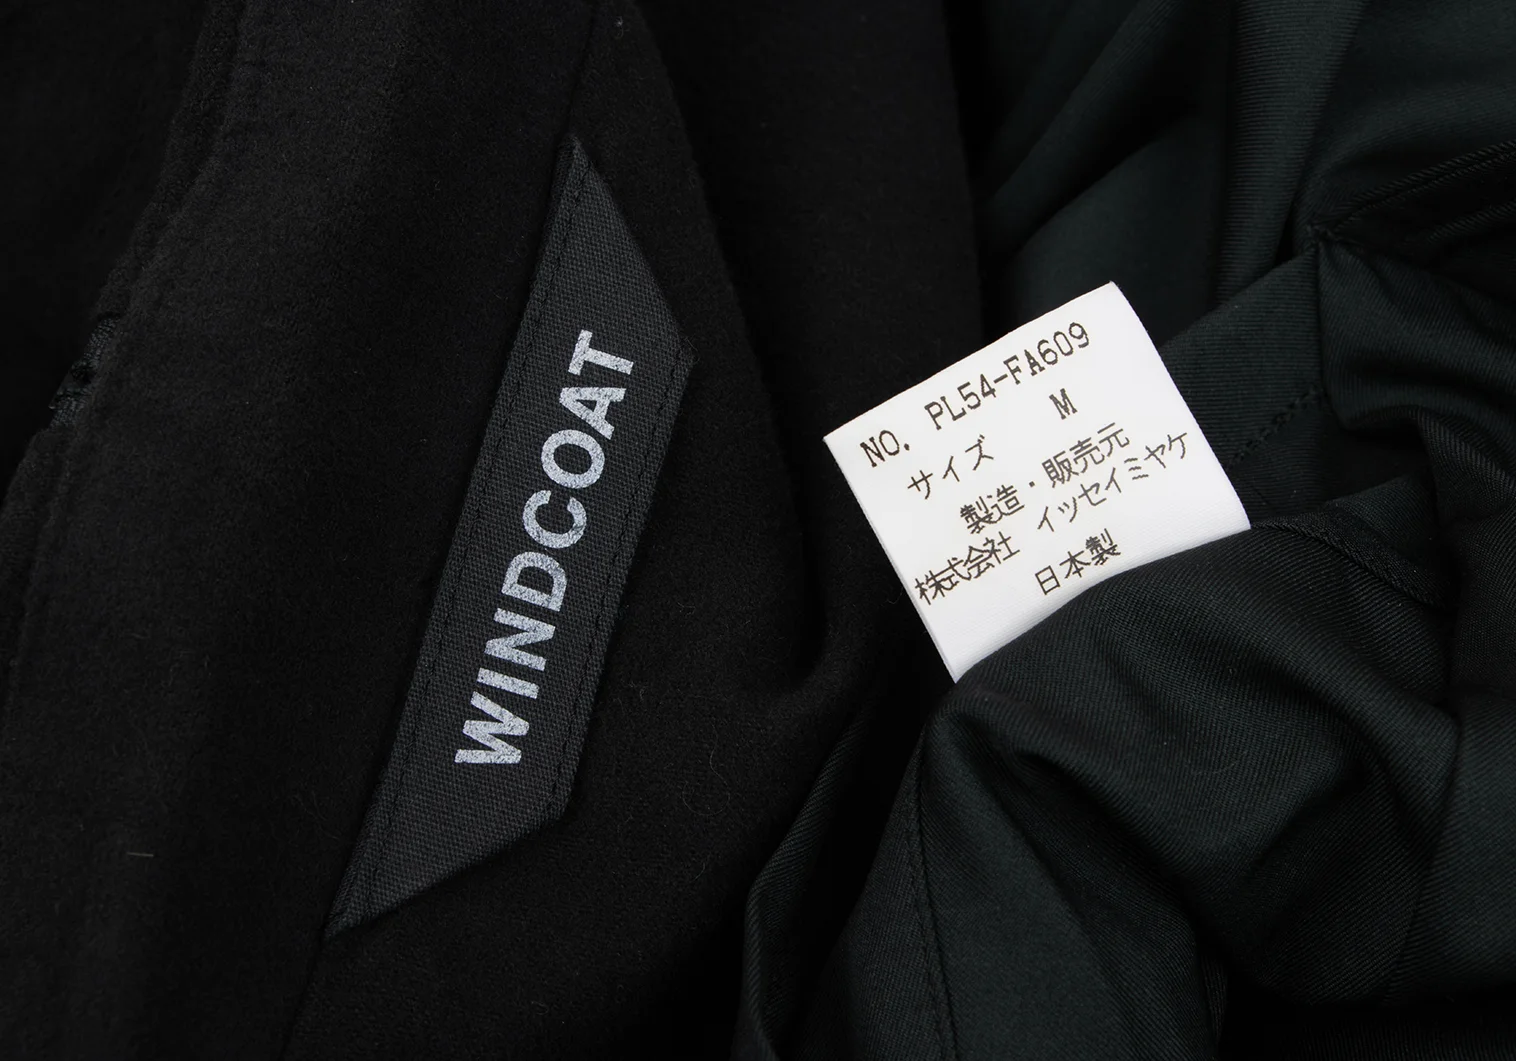 WINDCOAT
NO. PL54-FA609
サイズ M
製造・販売元
株式会社 イッセイミヤケ
日本製